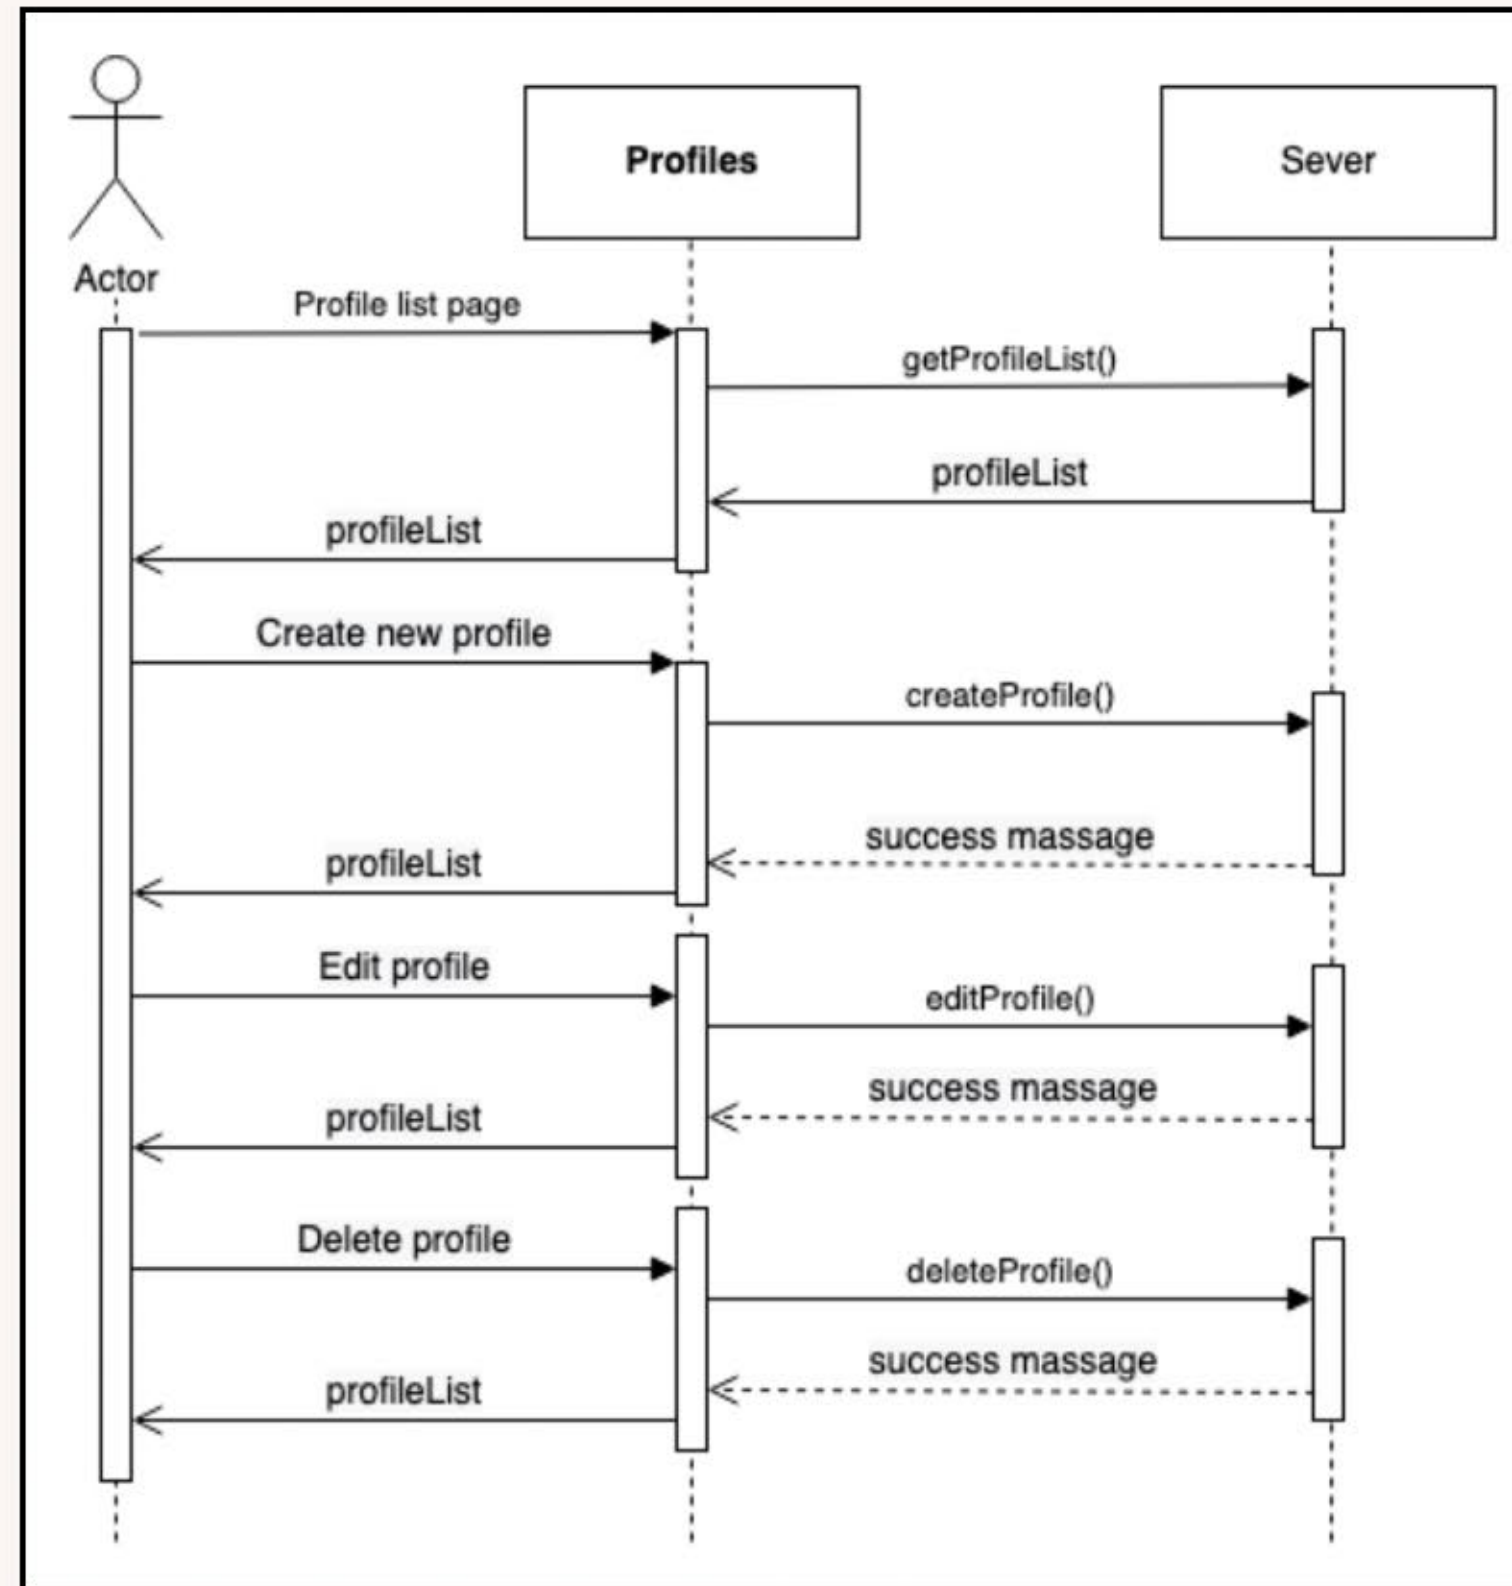 Profiles
Sever
Actor
Profile list page
getProfileList()
profileList
profileList
Create new profile
createProfile()
success massage
profileList
Edit profile
editProfile()
success massage
profileList
Delete profile
deleteProfile()
success massage
profileList